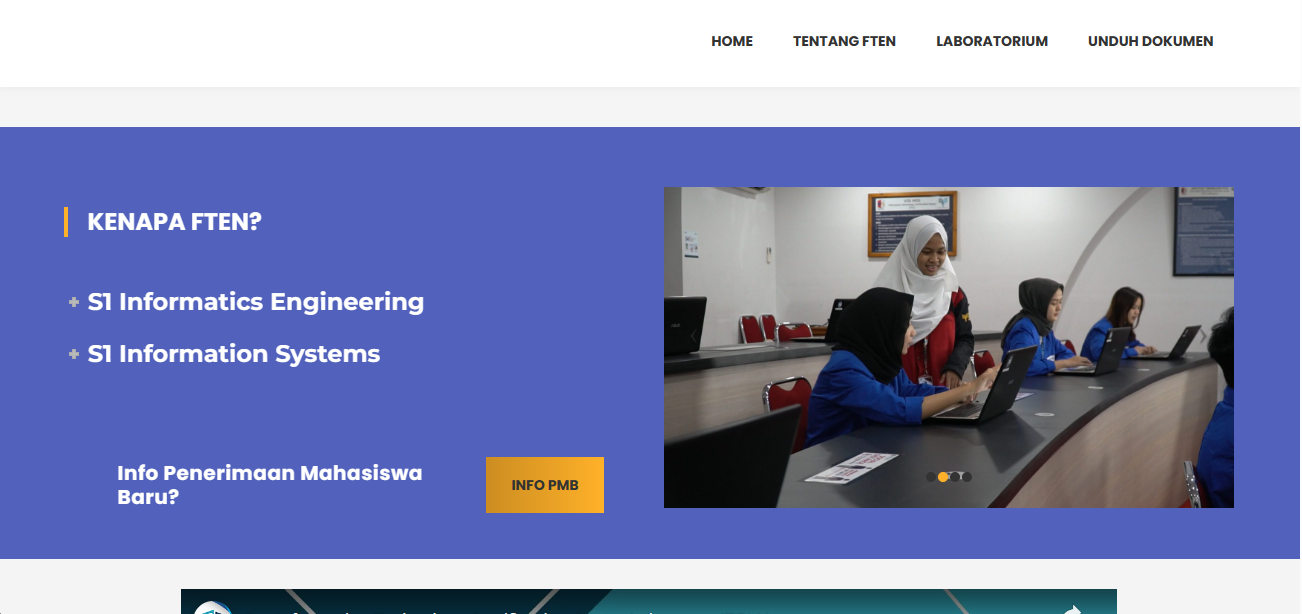 HOME
TENTANG FTEN
LABORATORIUM
UNDUH DOKUMEN
KENAPA FTEN?
S1 Informatics Engineering
S1 Information Systems
Info Penerimaan Mahasiswa
Baru?
INFO PMB